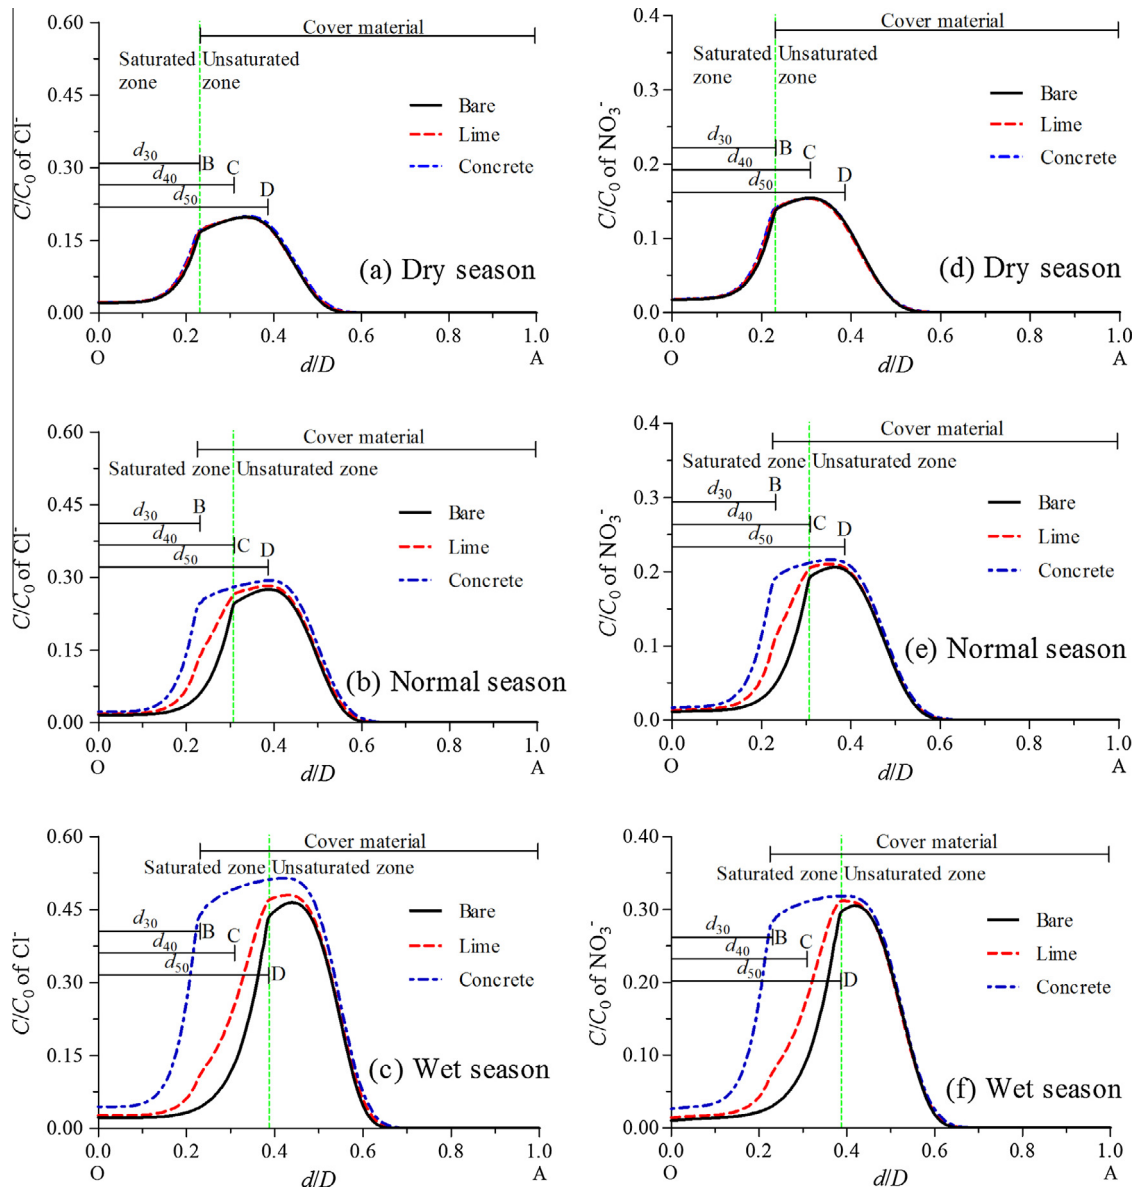 0.60
Cover material
Saturated zone
Unsaturated zone
0.45
C/C0 of Cl-
Bare
Lime
Concrete
0.30
d30
B
d40
C
d50
D
0.15
(a) Dry season
0.00
0.0 0.2 0.4 0.6 0.8 1.0
O d/D A
0.4
Cover material
Saturated zone
Unsaturated zone
0.3
C/C0 of NO3-
Bare
Lime
Concrete
0.2
d30
B
d40
C
d50
D
0.1
(d) Dry season
0.0
0.0 0.2 0.4 0.6 0.8 1.0
O d/D A
0.60
Cover material
Saturated zone Unsaturated zone
0.45
C/C0 of Cl-
d30
B
d40
C
d50
D
Bare
Lime
Concrete
0.30
0.15
(b) Normal season
0.00
0.0 0.2 0.4 0.6 0.8 1.0
O d/D A
0.4
Cover material
Saturated zone Unsaturated zone
0.3
C/C0 of NO3-
d30
B
d40
C
d50
D
Bare
Lime
Concrete
0.2
0.1
(e) Normal season
0.0
0.0 0.2 0.4 0.6 0.8 1.0
O d/D A
0.60
Cover material
Saturated zone Unsaturated zone
0.45
C/C0 of Cl-
d30
B
d40
C
d50
D
Bare
Lime
Concrete
0.30
0.15
(c) Wet season
0.00
0.0 0.2 0.4 0.6 0.8 1.0
O d/D A
0.40
Cover material
Saturated zone Unsaturated zone
0.30
C/C0 of NO3-
d30
B
d40
C
d50
D
Bare
Lime
Concrete
0.20
0.10
(f) Wet season
0.00
0.0 0.2 0.4 0.6 0.8 1.0
O d/D A